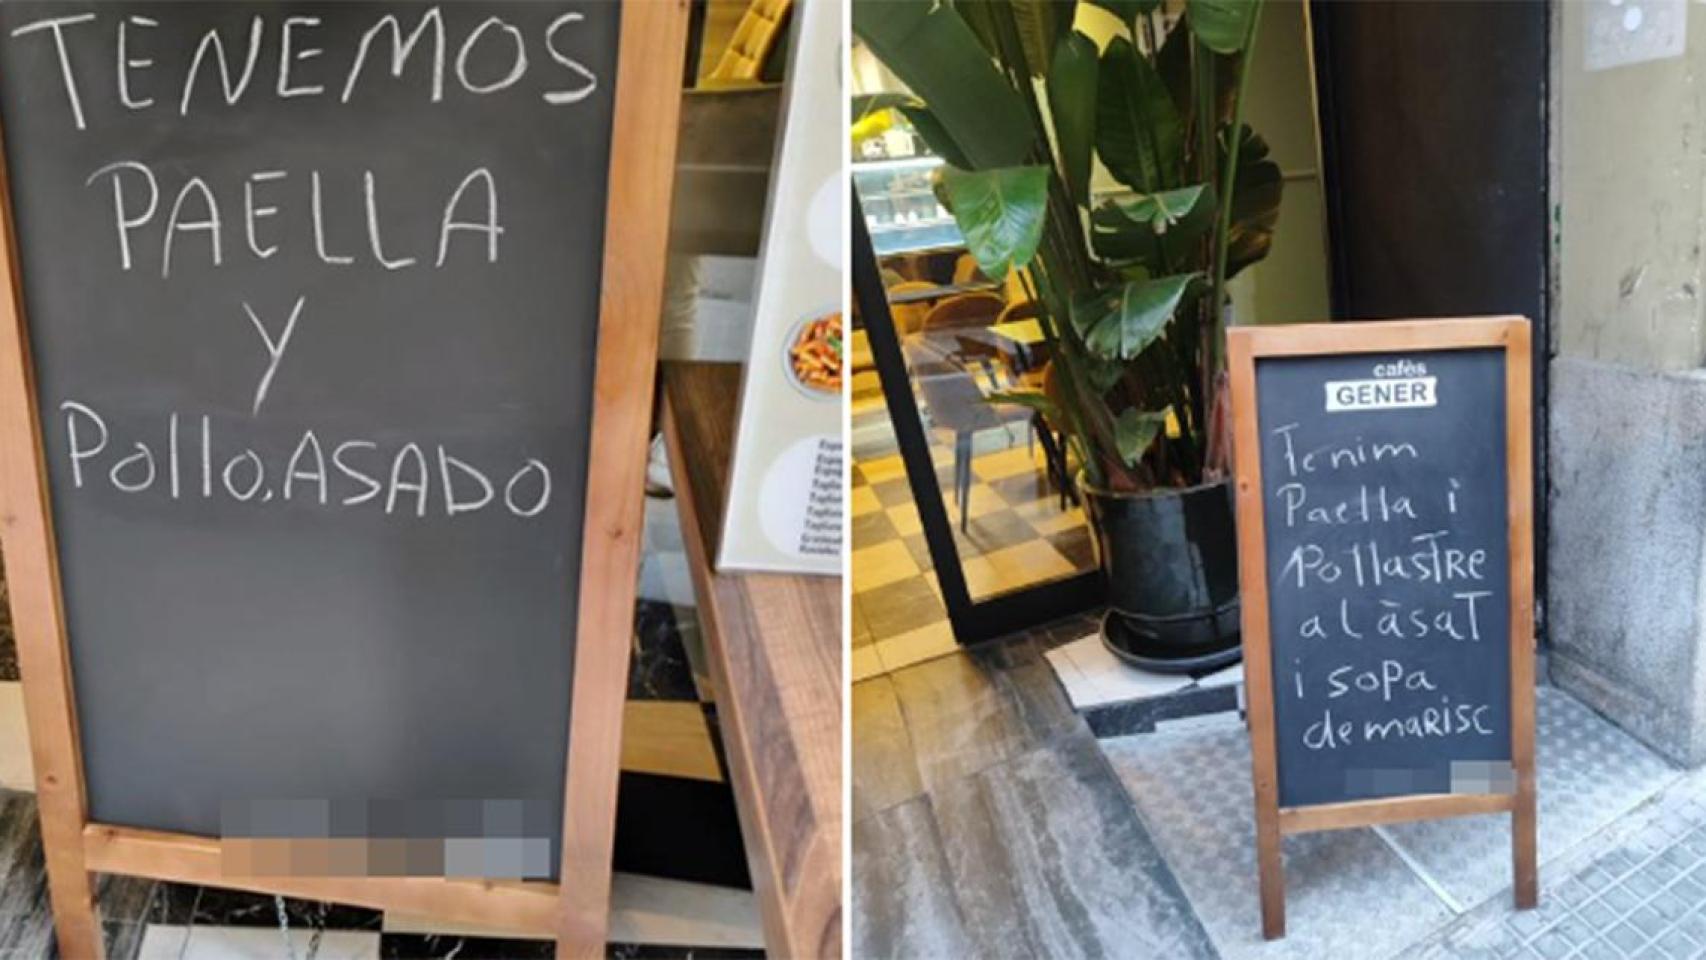 TENEMOS
PAELLA
Y
Pollo.ASADO
cafès
GENER
Tenim
Paella i
PollasTRe
a l àsaT
i sopa
de maRisc